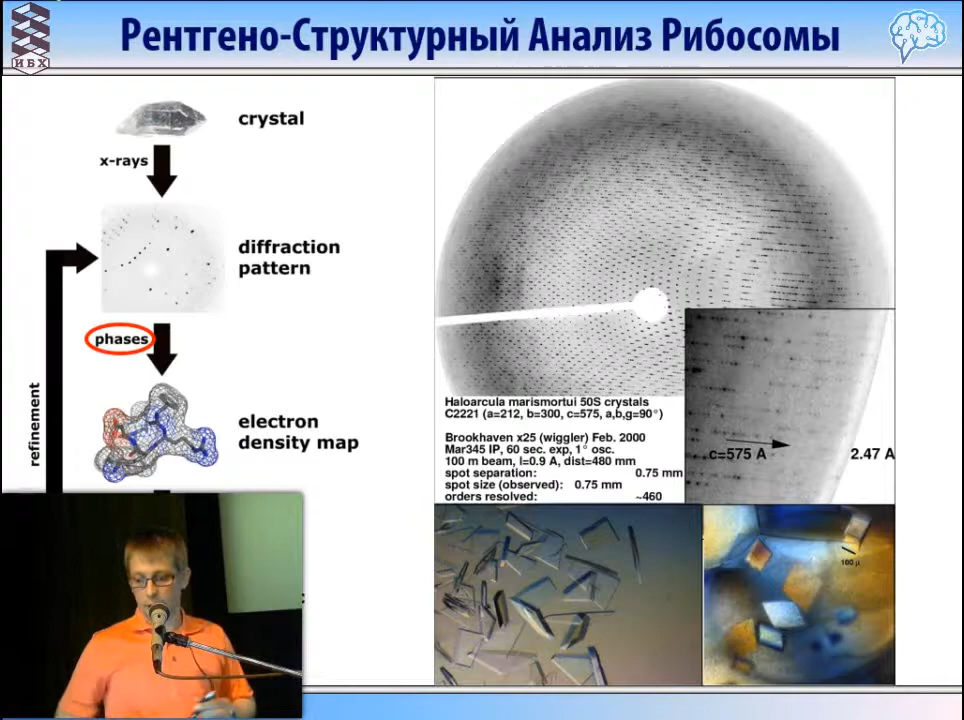 ИБХ
Рентгено-Структурный Анализ Рибосомы
crystal
x-rays
diffraction
pattern
phases
electron
density map
refinement
Haloarcula marismortui 50S crystals
C2221 (a=212, b=300, c=575, a,b,g=90°)
Brookhaven x25 (wiggler) Feb. 2000
Mar345 IP, 60 sec. exp, 1° osc.
100 m beam, l=0.9 A, dist=480 mm
spot separation: 0.75 mm
spot size (observed): 0.75 mm
orders resolved: ~460
c=575 A
2.47 A
100 µ